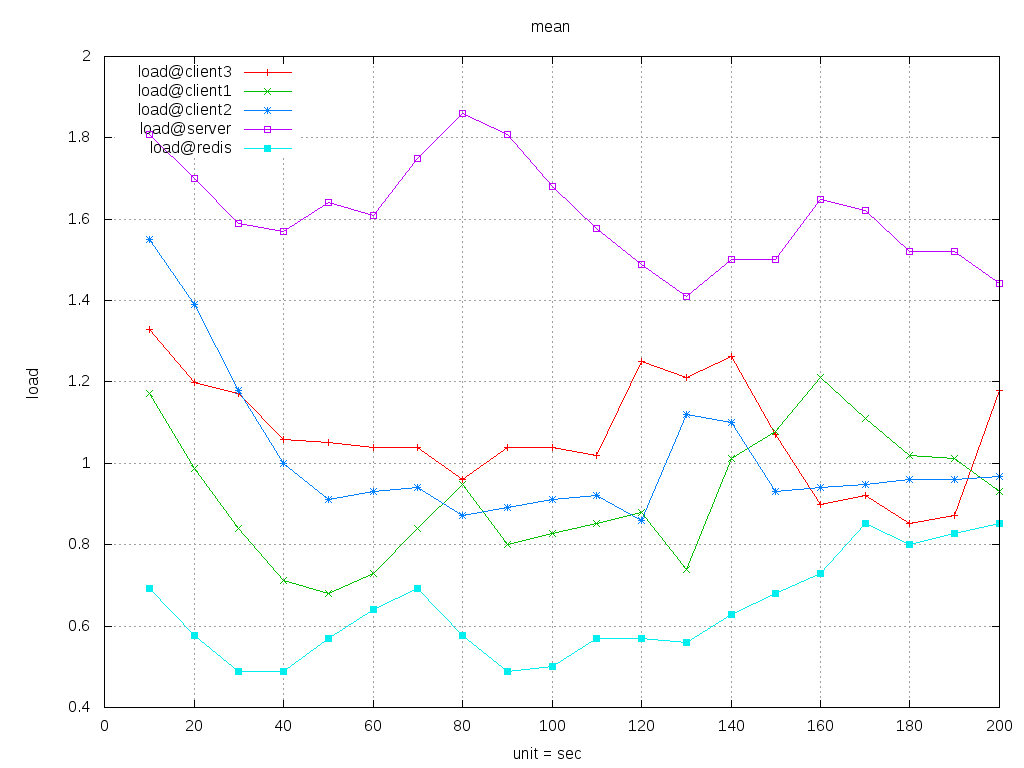 mean
load@client3
load@client1
load@client2
load@server
load@redis
2
1.8
1.6
1.4
1.2
1
0.8
0.6
0.4
load
0 20 40 60 80 100 120 140 160 180 200
unit = sec